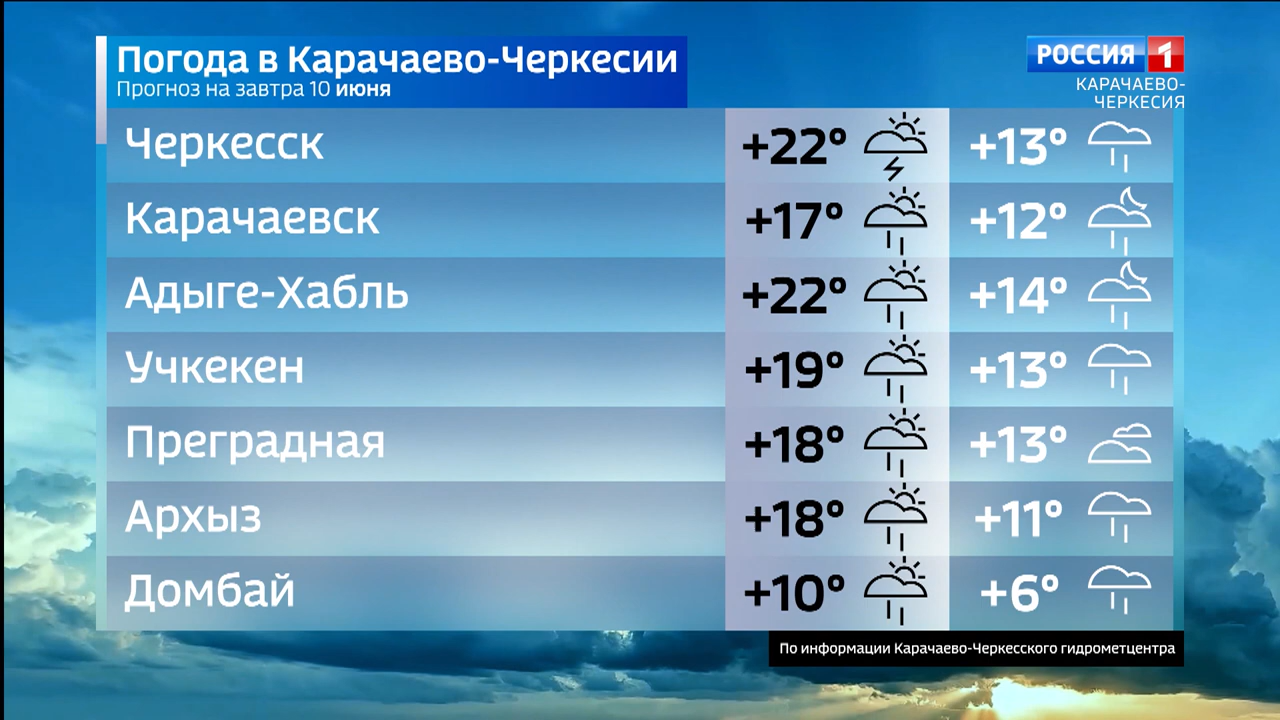 Погода в Карачаево-Черкесии
Прогноз на завтра 10 июня
РОССИЯ 1
КАРАЧАЕВО-
ЧЕРКЕСИЯ
Черкесск +22° +13°
Карачаевск +17° +12°
Адыге-Хабль +22° +14°
Учкекен +19° +13°
Преградная +18° +13°
Архыз +18° +11°
Домбай +10° +6°
По информации Карачаево-Черкесского гидрометцентра